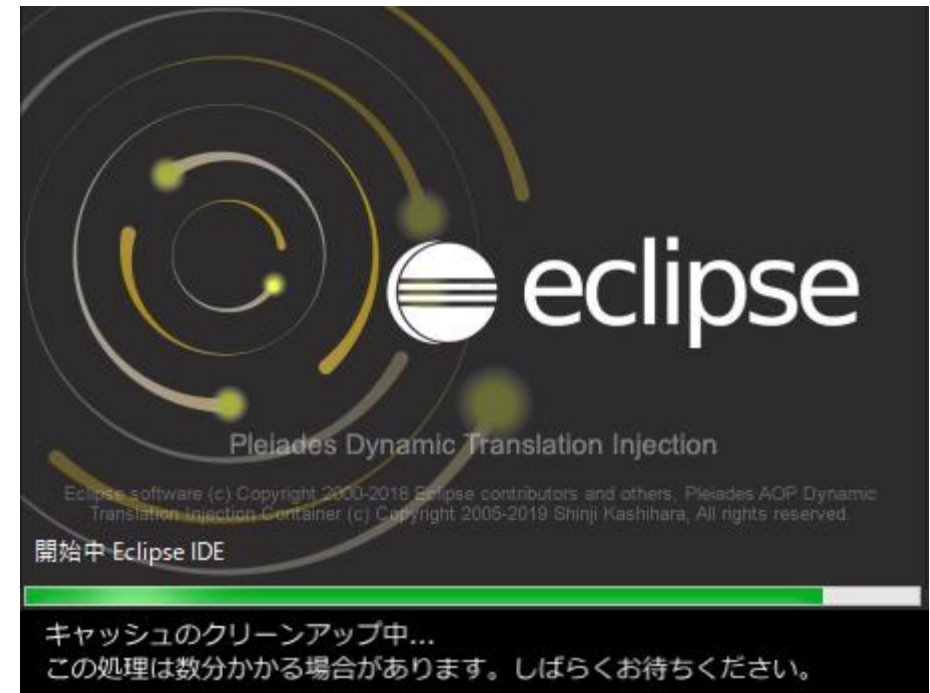 eclipse
Pleiades Dynamic Translation Injection
Eclipse software (c) Copyright 2000-2018 Eclipse contributors and others, Pleiades AOP Dynamic
Translation Injection Container (c) Copyright 2005-2019 Shinji Kashihara, All rights reserved.
開始中 Eclipse IDE
キャッシュのクリーンアップ中...
この処理は数分かかる場合があります。しばらくお待ちください。